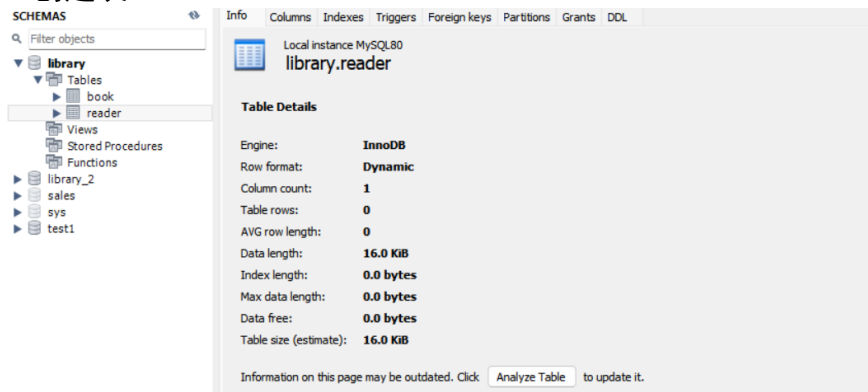 SCHEMAS
Filter objects
library
Tables
book
reader
Views
Stored Procedures
Functions
library_2
sales
sys
test1
Info Columns Indexes Triggers Foreign keys Partitions Grants DDL
Local instance MySQL80
library.reader
Table Details
Engine: InnoDB
Row format: Dynamic
Column count: 1
Table rows: 0
AVG row length: 0
Data length: 16.0 KiB
Index length: 0.0 bytes
Max data length: 0.0 bytes
Data free: 0.0 bytes
Table size (estimate): 16.0 KiB
Information on this page may be outdated. Click Analyze Table to update it.